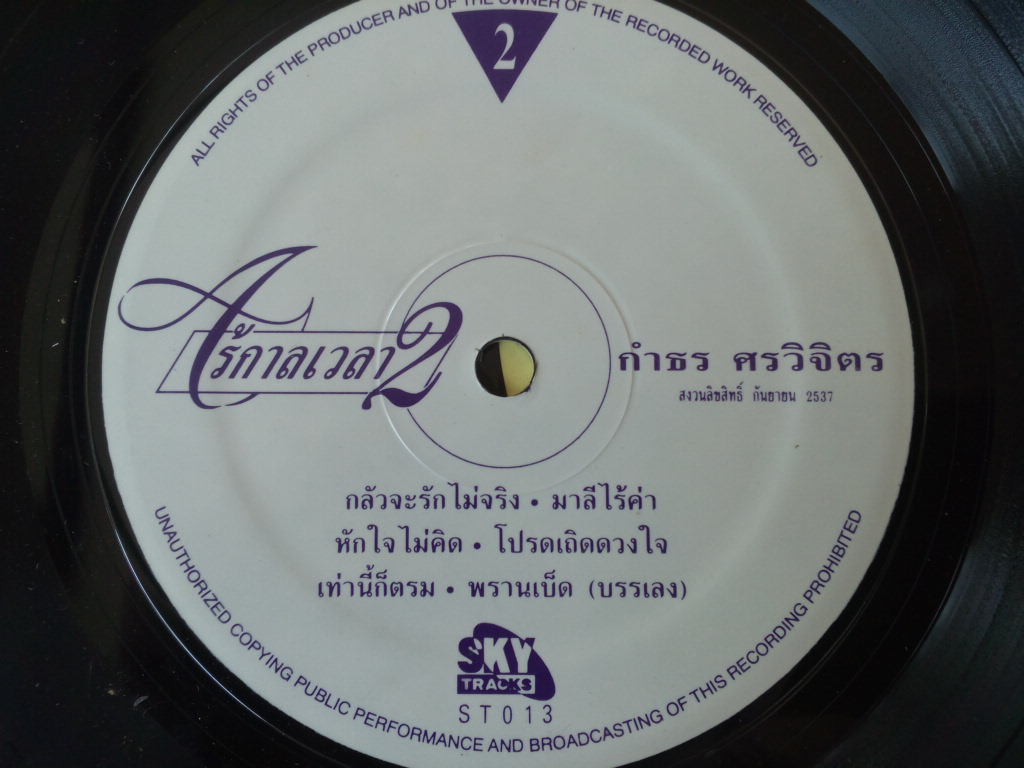 ALL RIGHTS OF THE PRODUCER AND OF THE OWNER OF THE RECORDED WORK RESERVED
2
ไร้กาลเวลา 2
กำธร ศรวิจิตร
สงวนลิขสิทธิ์ กันยายน 2537
กลัวจะรักไม่จริง • มาลีไร้ค่า
หักใจไม่คิด • โปรดเถิดดวงใจ
เท่านี้ก็ตรม • พรานเบ็ด (บรรเลง)
SKY
TRACKS
ST013
UNAUTHORIZED COPYING PUBLIC PERFORMANCE AND BROADCASTING OF THIS RECORDING PROHIBITED